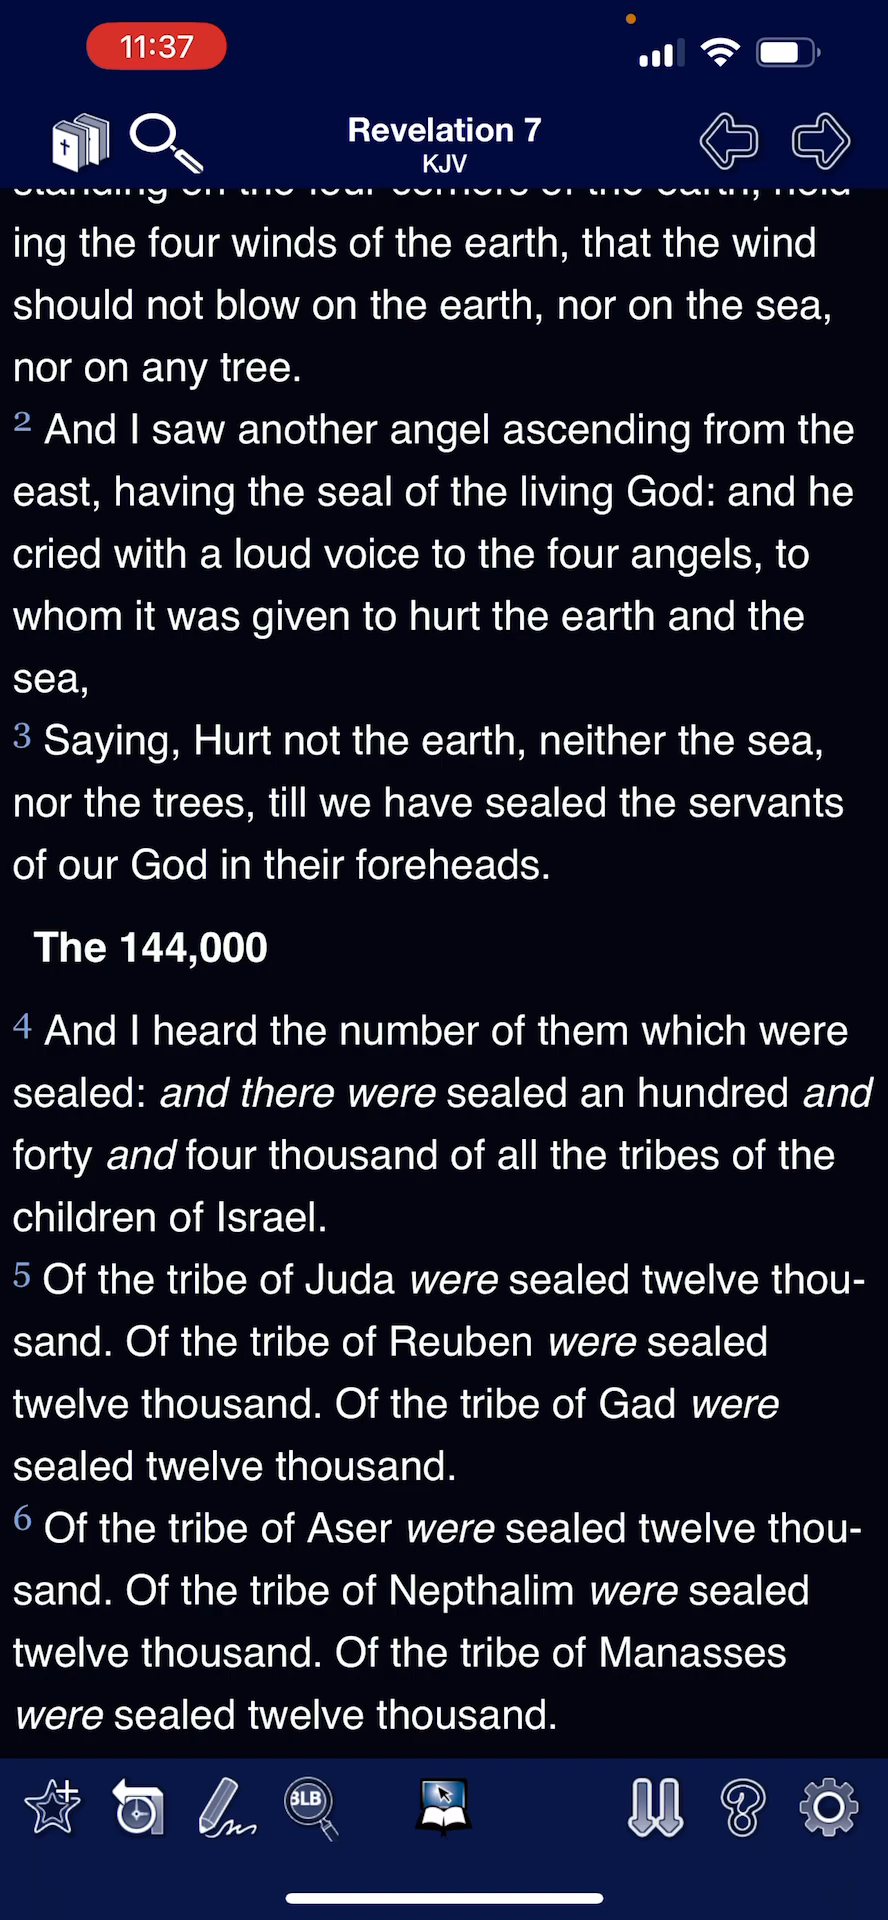 11:37
Revelation 7
KJV
standing on the four corners of the earth, hold
ing the four winds of the earth, that the wind
should not blow on the earth, nor on the sea,
nor on any tree.
2 And I saw another angel ascending from the
east, having the seal of the living God: and he
cried with a loud voice to the four angels, to
whom it was given to hurt the earth and the
sea,
3 Saying, Hurt not the earth, neither the sea,
nor the trees, till we have sealed the servants
of our God in their foreheads.
The 144,000
4 And I heard the number of them which were
sealed: and there were sealed an hundred and
forty and four thousand of all the tribes of the
children of Israel.
5 Of the tribe of Juda were sealed twelve thou-
sand. Of the tribe of Reuben were sealed
twelve thousand. Of the tribe of Gad were
sealed twelve thousand.
6 Of the tribe of Aser were sealed twelve thou-
sand. Of the tribe of Nepthalim were sealed
twelve thousand. Of the tribe of Manasses
were sealed twelve thousand.
BLB